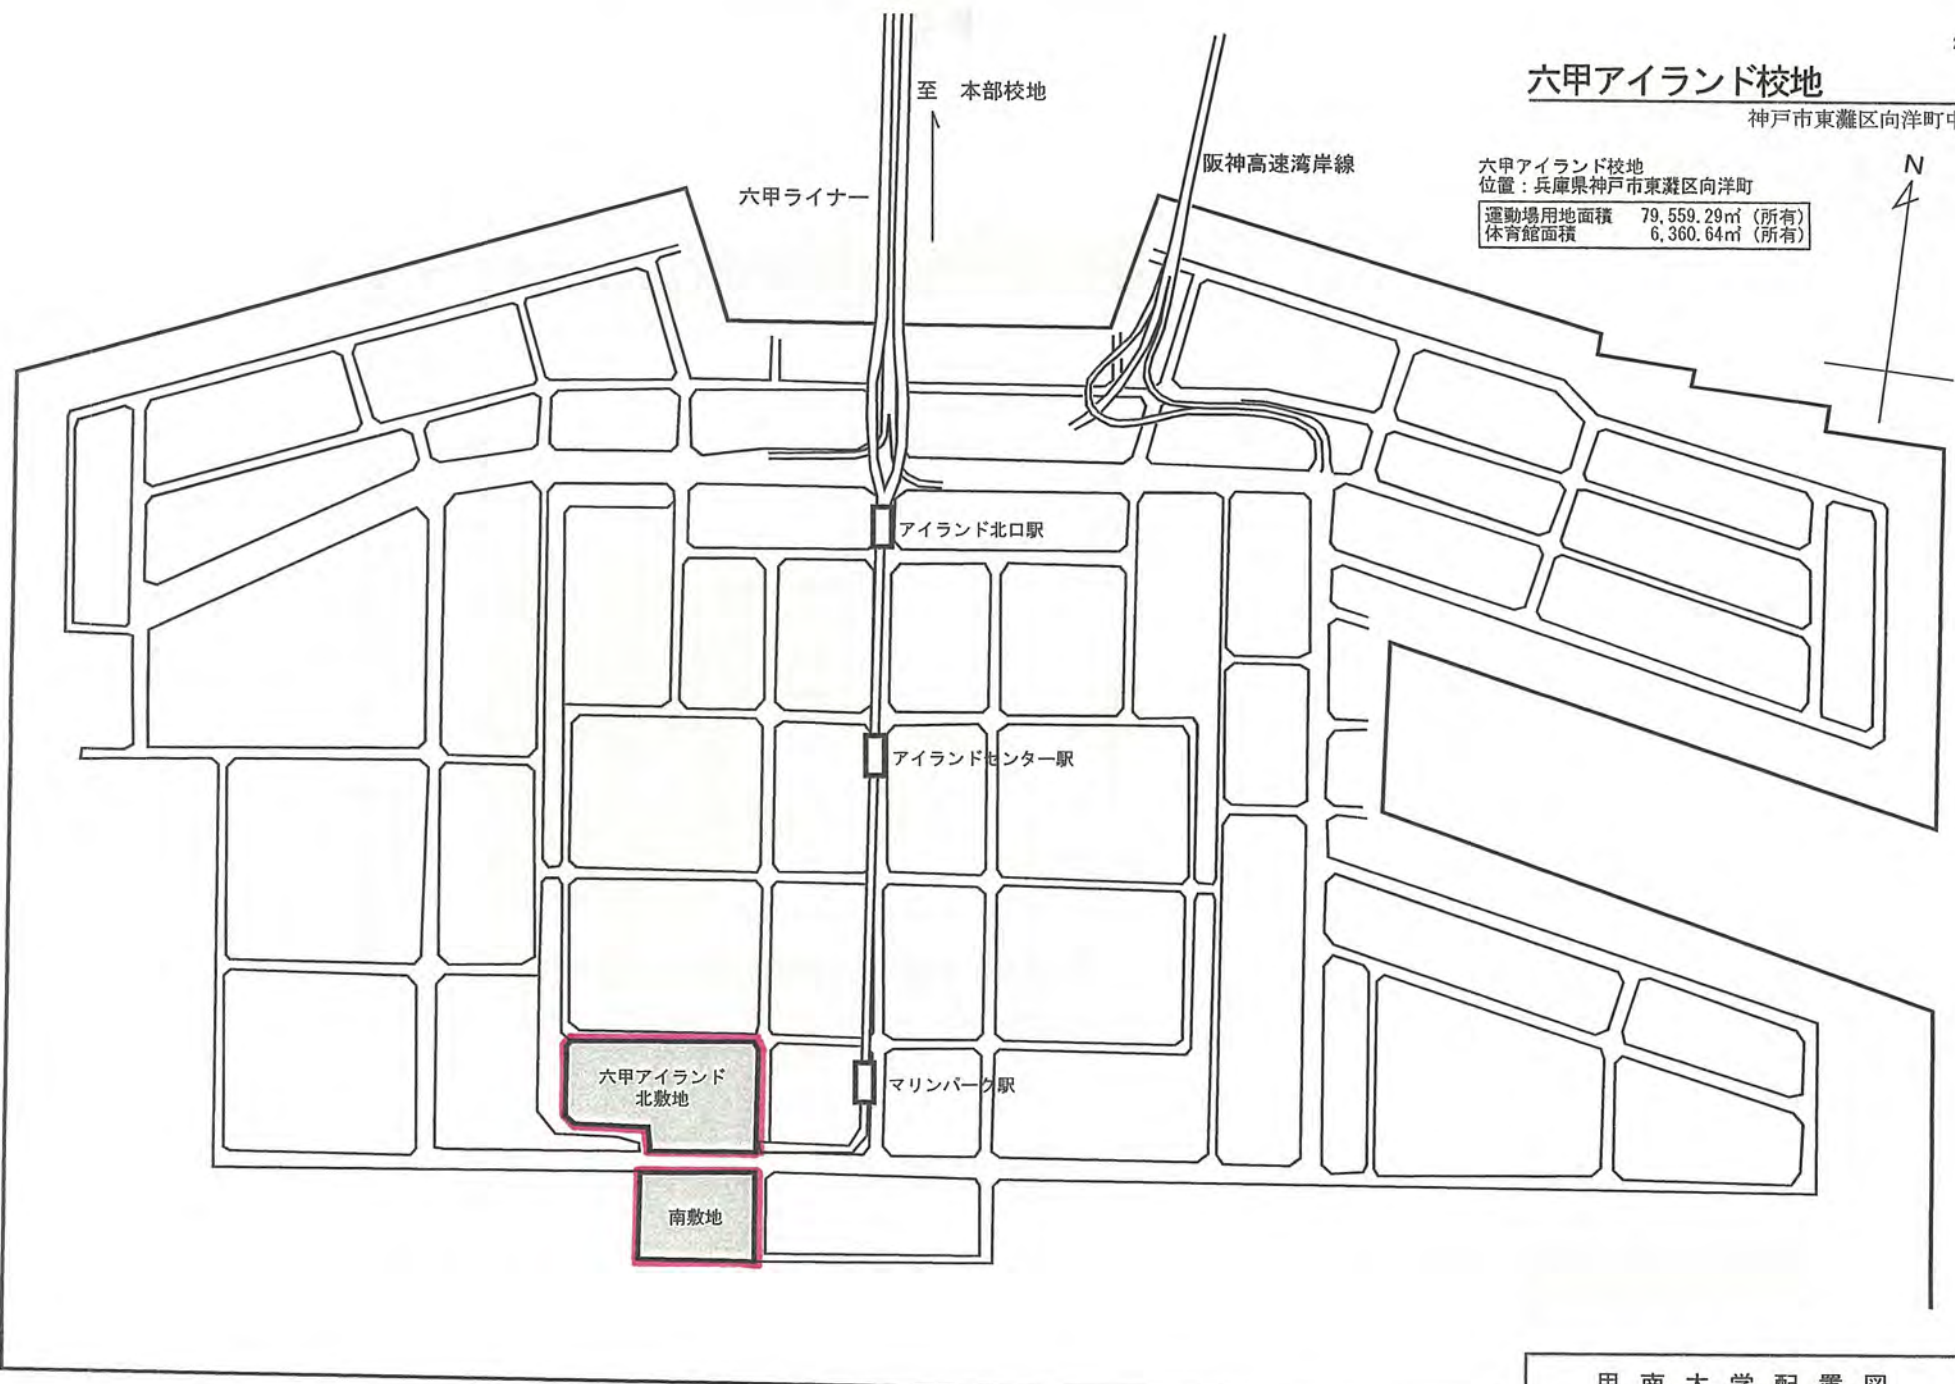 六甲アイランド校地
神戸市東灘区向洋町中
六甲アイランド校地
位置：兵庫県神戸市東灘区向洋町
運動場用地面積 79,559.29㎡（所有）
体育館面積 6,360.64㎡（所有）
N
至 本部校地
阪神高速湾岸線
六甲ライナー
アイランド北口駅
アイランドセンター駅
マリンパーク駅
六甲アイランド
北敷地
南敷地
甲南大学配置図